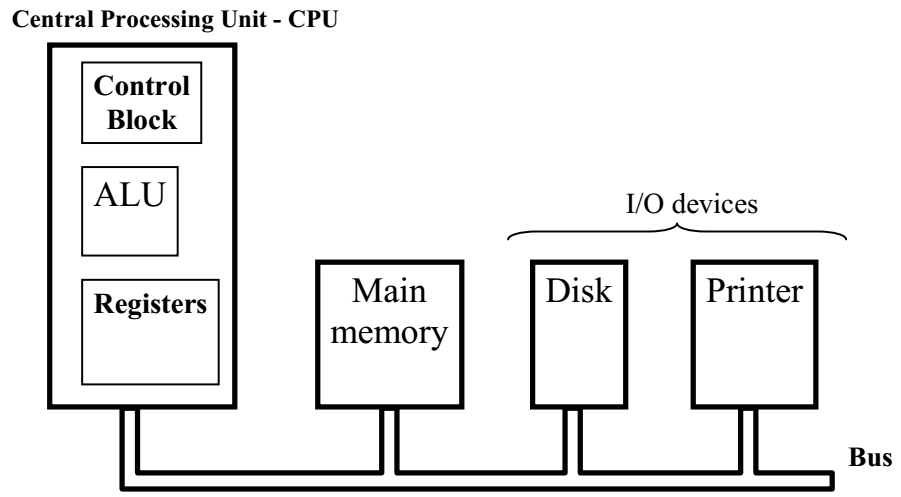 Central Processing Unit - CPU
Control
Block
ALU
Registers
I/O devices
Main
memory
Disk
Printer
Bus